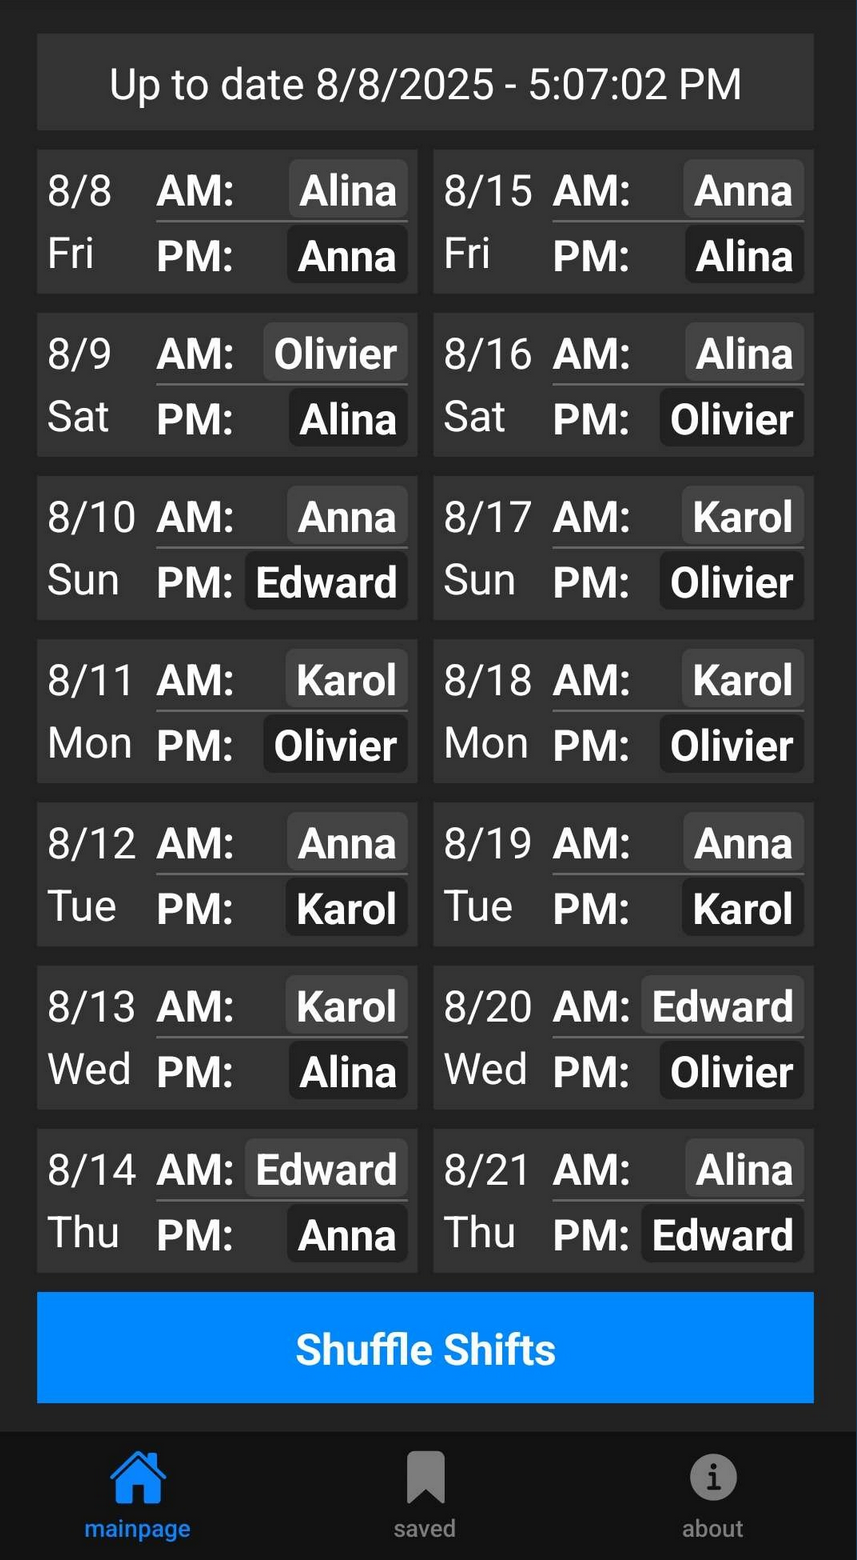 Up to date 8/8/2025 - 5:07:02 PM
8/8 AM: Alina
Fri PM: Anna
8/15 AM: Anna
Fri PM: Alina
8/9 AM: Olivier
Sat PM: Alina
8/16 AM: Alina
Sat PM: Olivier
8/10 AM: Anna
Sun PM: Edward
8/17 AM: Karol
Sun PM: Olivier
8/11 AM: Karol
Mon PM: Olivier
8/18 AM: Karol
Mon PM: Olivier
8/12 AM: Anna
Tue PM: Karol
8/19 AM: Anna
Tue PM: Karol
8/13 AM: Karol
Wed PM: Alina
8/20 AM: Edward
Wed PM: Olivier
8/14 AM: Edward
Thu PM: Anna
8/21 AM: Alina
Thu PM: Edward
Shuffle Shifts
mainpage
saved
about